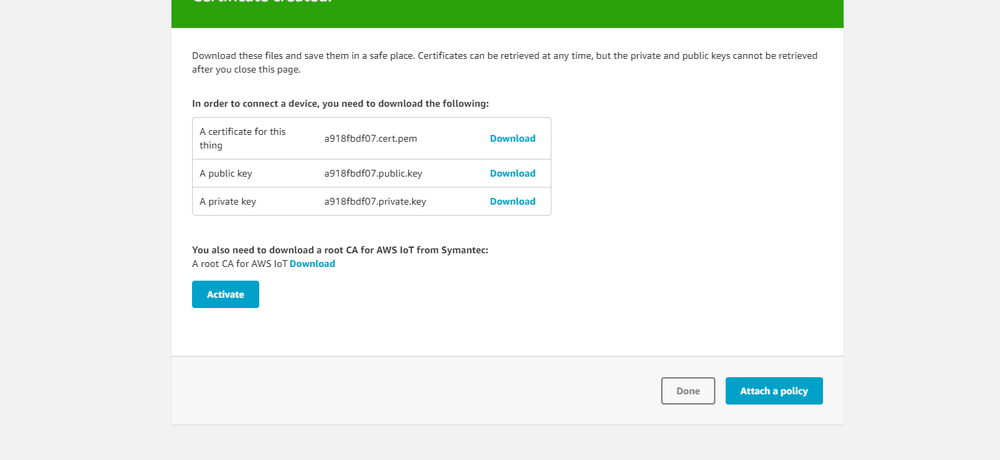 Certificate created!
Download these files and save them in a safe place. Certificates can be retrieved at any time, but the private and public keys cannot be retrieved
after you close this page.
In order to connect a device, you need to download the following:
A certificate for this
thing
a918fbdf07.cert.pem
Download
A public key
a918fbdf07.public.key
Download
A private key
a918fbdf07.private.key
Download
You also need to download a root CA for AWS IoT from Symantec:
A root CA for AWS IoT Download
Activate
Done
Attach a policy